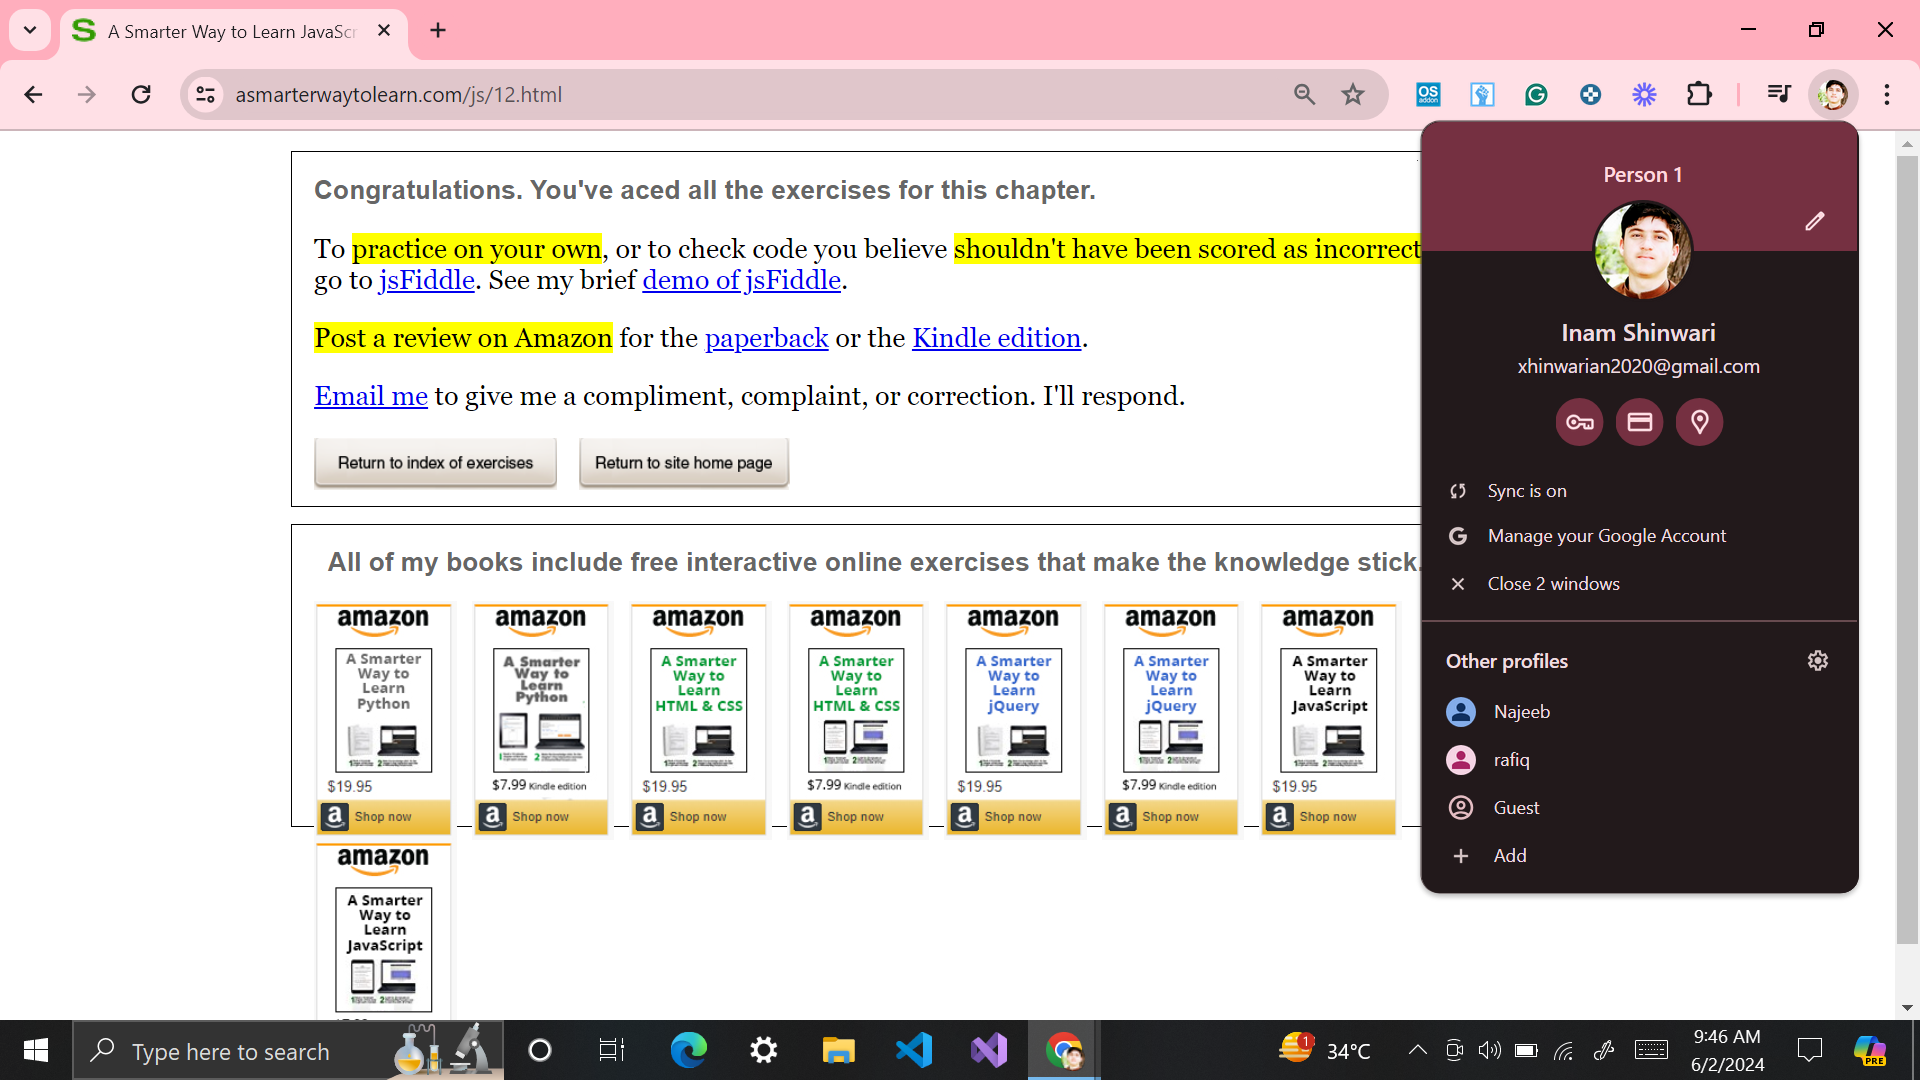 A Smarter Way to Learn JavaScr
asmarterwaytolearn.com/js/12.html
OS
addon
Congratulations. You've aced all the exercises for this chapter.
To practice on your own, or to check code you believe shouldn't have been scored as incorrect
go to jsFiddle. See my brief demo of jsFiddle.
Post a review on Amazon for the paperback or the Kindle edition.
Email me to give me a compliment, complaint, or correction. I'll respond.
Return to index of exercises
Return to site home page
All of my books include free interactive online exercises that make the knowledge stick.
amazon
A Smarter
Way to
Learn
Python
$19.95
Shop now
amazon
A Smarter
Way to
Learn
Python
$7.99 Kindle edition
Shop now
amazon
A Smarter
Way to
Learn
HTML & CSS
$19.95
Shop now
amazon
A Smarter
Way to
Learn
HTML & CSS
$7.99 Kindle edition
Shop now
amazon
A Smarter
Way to
Learn
jQuery
$19.95
Shop now
amazon
A Smarter
Way to
Learn
jQuery
$7.99 Kindle edition
Shop now
amazon
A Smarter
Way to
Learn
JavaScript
$19.95
Shop now
amazon
A Smarter
Way to
Learn
JavaScript
Person 1
Inam Shinwari
xhinwarian2020@gmail.com
Sync is on
Manage your Google Account
Close 2 windows
Other profiles
Najeeb
rafiq
Guest
Add
Type here to search
1
34°C
9:46 AM
6/2/2024
PRE